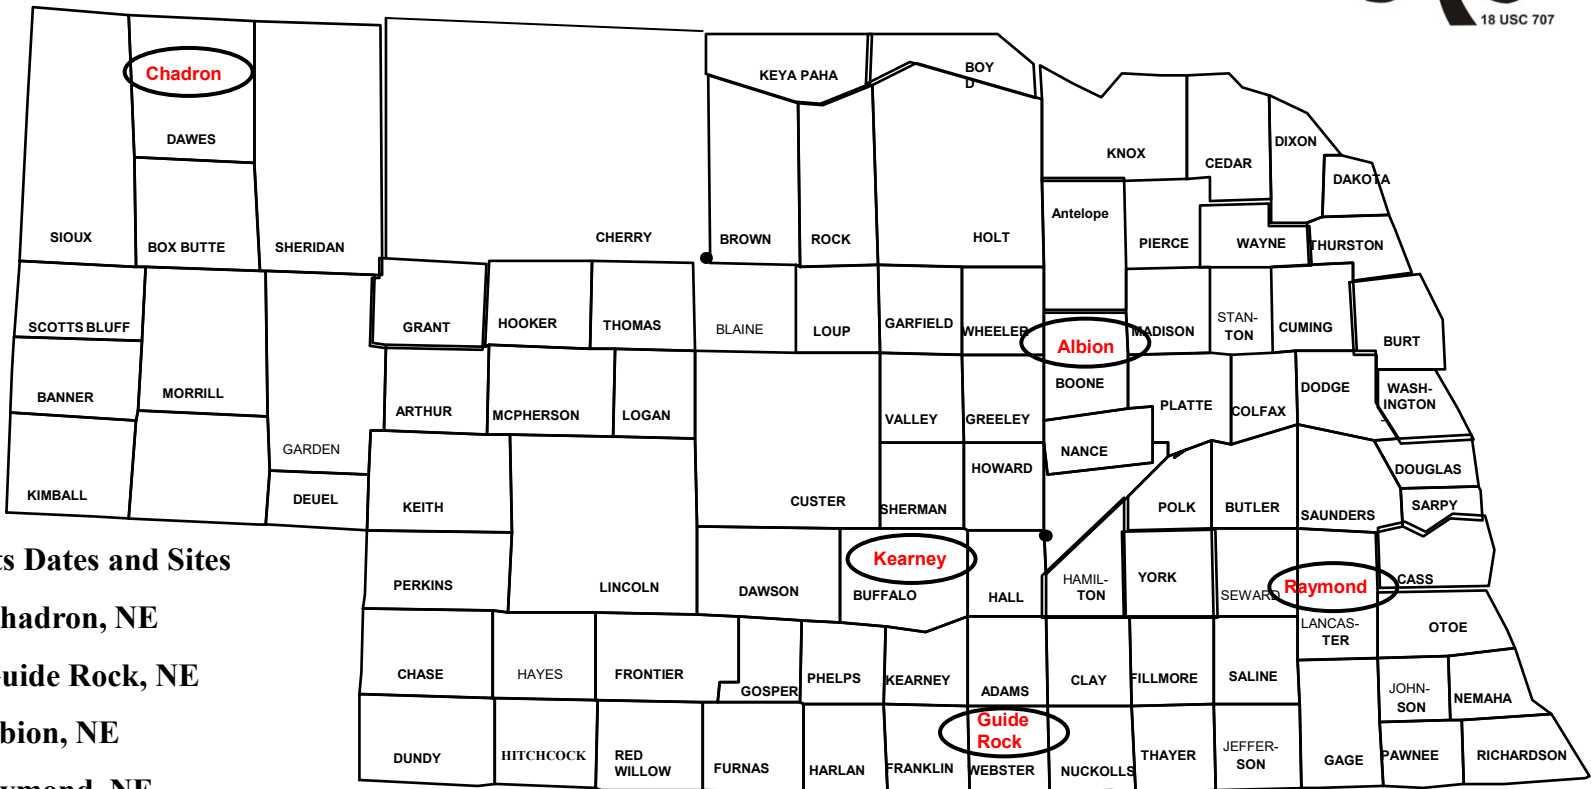 18 USC 707
Chadron
KEYA PAHA
BOY
D
DAWES
KNOX
CEDAR
DIXON
DAKOTA
SIOUX
BOX BUTTE
SHERIDAN
CHERRY
BROWN
ROCK
HOLT
Antelope
PIERCE
WAYNE
THURSTON
SCOTTS BLUFF
GRANT
HOOKER
THOMAS
BLAINE
LOUP
GARFIELD
WHEELER
Albion
MADISON
STAN-
TON
CUMING
BURT
BANNER
MORRILL
ARTHUR
MCPHERSON
LOGAN
VALLEY
GREELEY
BOONE
PLATTE
COLFAX
DODGE
WASH-
INGTON
GARDEN
NANCE
HOWARD
DOUGLAS
KIMBALL
DEUEL
KEITH
CUSTER
SHERMAN
POLK
BUTLER
SAUNDERS
SARPY
ts Dates and Sites
PERKINS
LINCOLN
DAWSON
Kearney
BUFFALO
HALL
HAMIL-
TON
YORK
SEWARD
Raymond
CASS
hadron, NE
LANCAS-
TER
OTOE
uide Rock, NE
CHASE
HAYES
FRONTIER
GOSPER
PHELPS
KEARNEY
ADAMS
CLAY
FILLMORE
SALINE
JOHN-
SON
NEMAHA
bion, NE
Guide
Rock
DUNDY
HITCHCOCK
RED
WILLOW
FURNAS
HARLAN
FRANKLIN
WEBSTER
NUCKOLLS
THAYER
JEFFER-
SON
GAGE
PAWNEE
RICHARDSON
ymond, NE